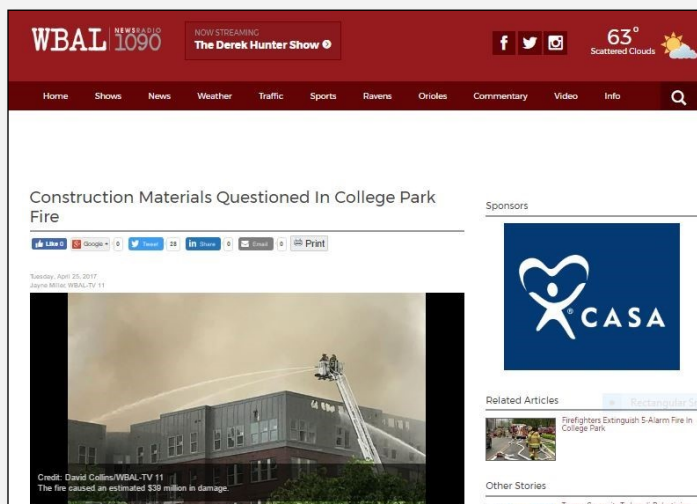 WBAL NEWSRADIO 1090
NOW STREAMING
The Derek Hunter Show
63°
Scattered Clouds
Home Shows News Weather Traffic Sports Ravens Orioles Commentary Video Info
Construction Materials Questioned In College Park
Fire
Like 0 Google + 0 Tweet 28 in Share 0 Email 0 Print
Tuesday, April 25, 2017
Jayne Miller, WBAL-TV 11
Credit: David Collins/WBAL-TV 11
The fire caused an estimated $39 million in damage.
Sponsors
CASA
Related Articles
Rectangular
Firefighters Extinguish 5-Alarm Fire In
College Park
Other Stories